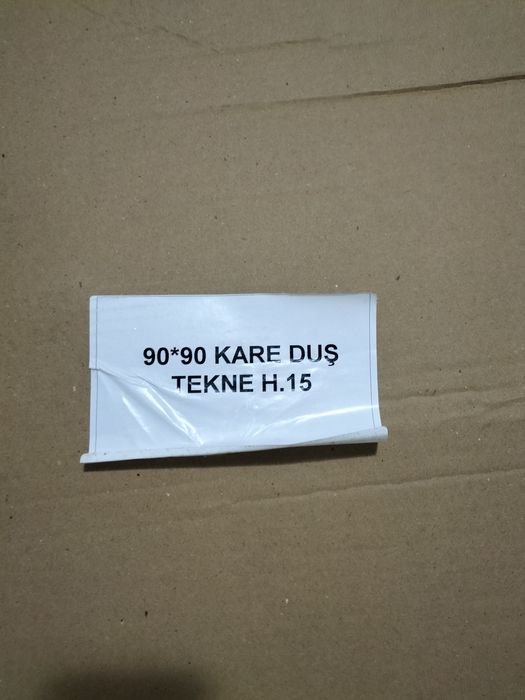 90*90 KARE DUŞ
TEKNE H.15